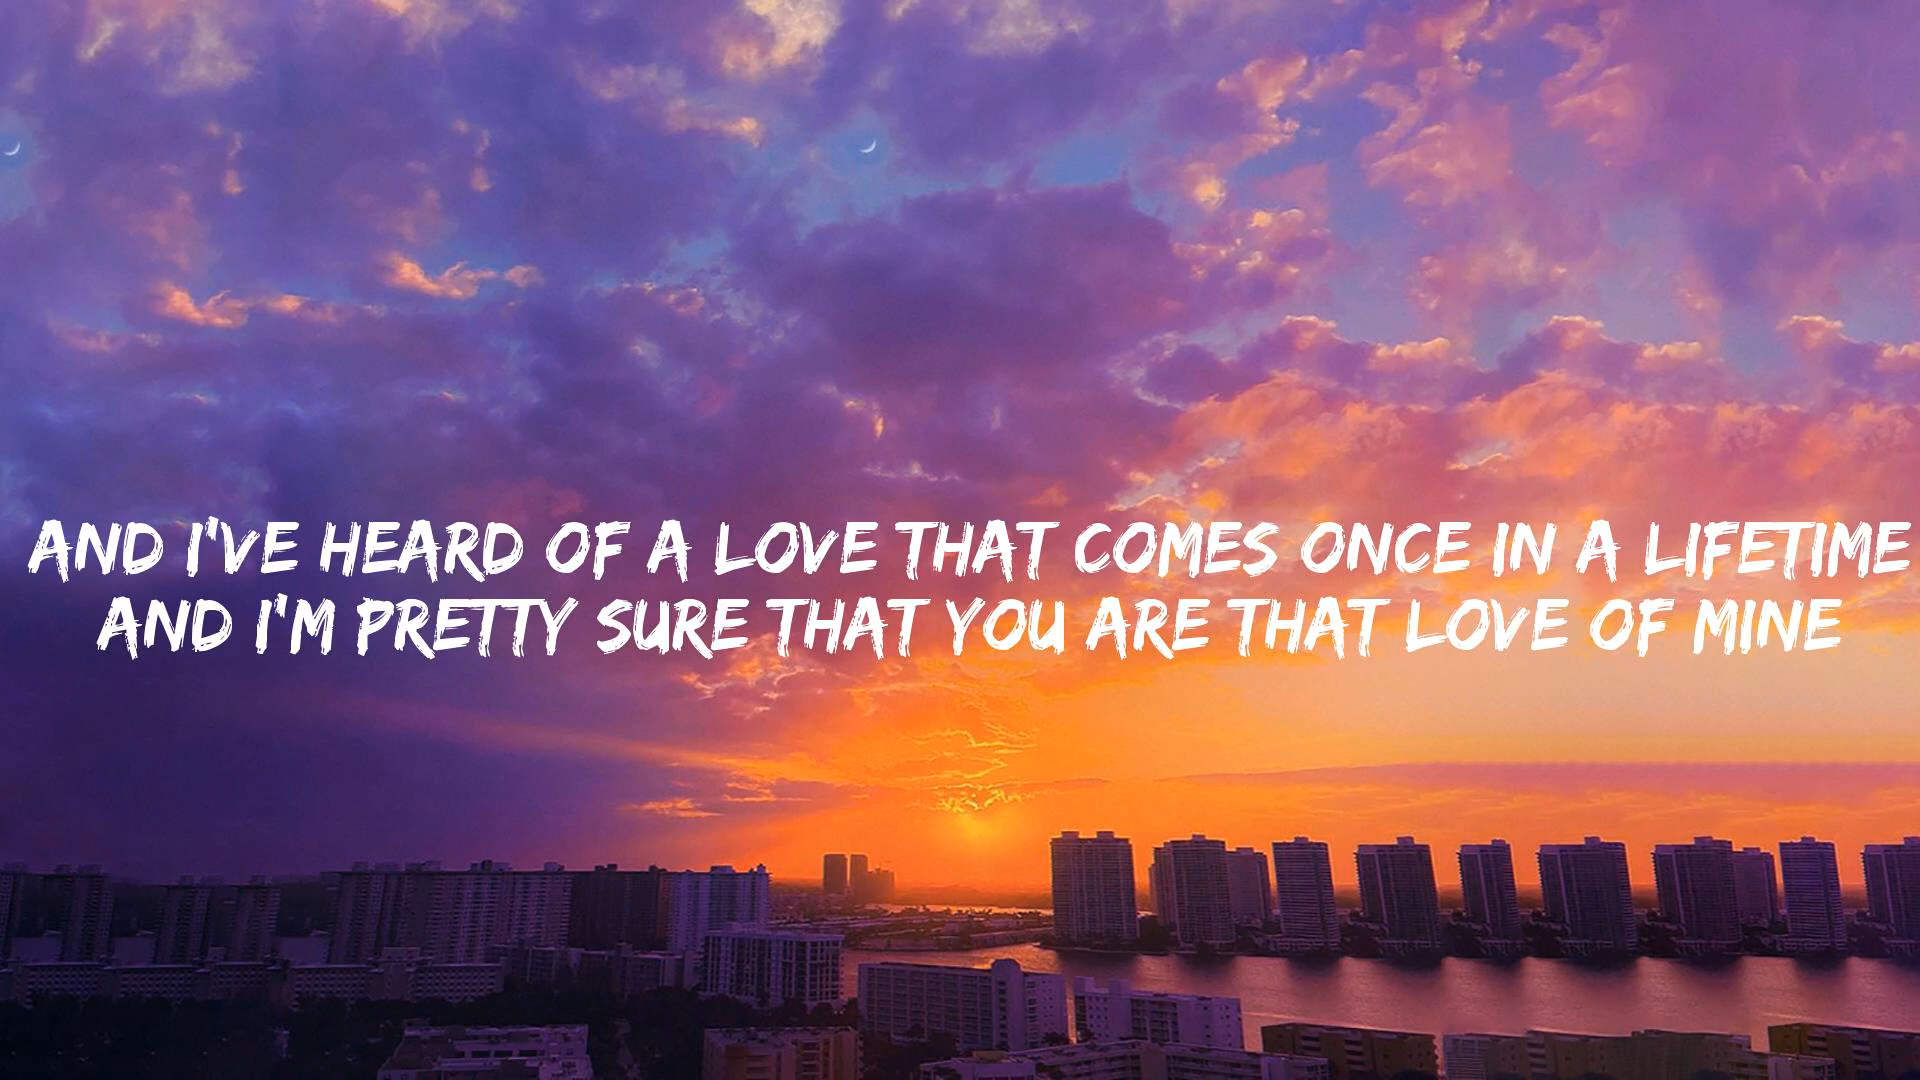 AND I'VE HEARD OF A LOVE THAT COMES ONCE IN A LIFETIME
AND I'M PRETTY SURE THAT YOU ARE THAT LOVE OF MINE